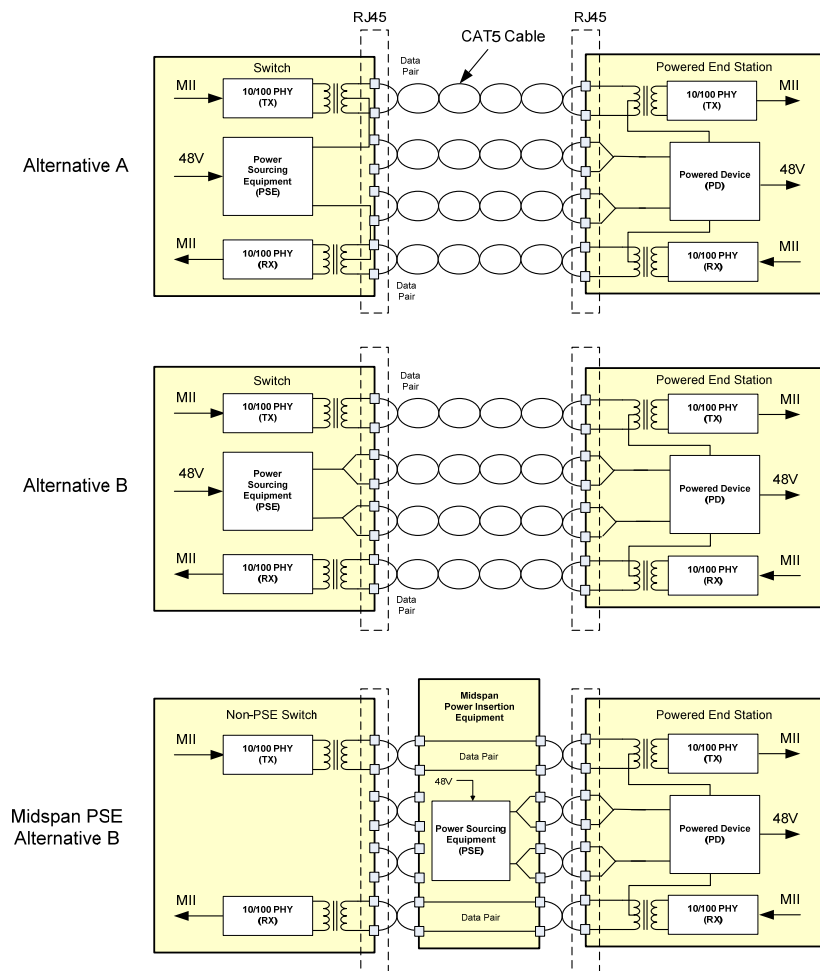 RJ45
RJ45
CAT5 Cable
Switch
Data
Pair
Powered End Station
MII
10/100 PHY
(TX)
10/100 PHY
(TX)
MII
Alternative A
48V
Power
Sourcing
Equipment
(PSE)
Powered Device
(PD)
48V
MII
10/100 PHY
(RX)
10/100 PHY
(RX)
MII
Data
Pair
Switch
Data
Pair
Powered End Station
MII
10/100 PHY
(TX)
10/100 PHY
(TX)
MII
Alternative B
48V
Power
Sourcing
Equipment
(PSE)
Powered Device
(PD)
48V
MII
10/100 PHY
(RX)
10/100 PHY
(RX)
MII
Data
Pair
Non-PSE Switch
Midspan
Power Insertion
Equipment
Powered End Station
MII
10/100 PHY
(TX)
Data Pair
10/100 PHY
(TX)
MII
Midspan PSE
Alternative B
48V
Power Sourcing
Equipment
(PSE)
Powered Device
(PD)
48V
MII
10/100 PHY
(RX)
Data Pair
10/100 PHY
(RX)
MII